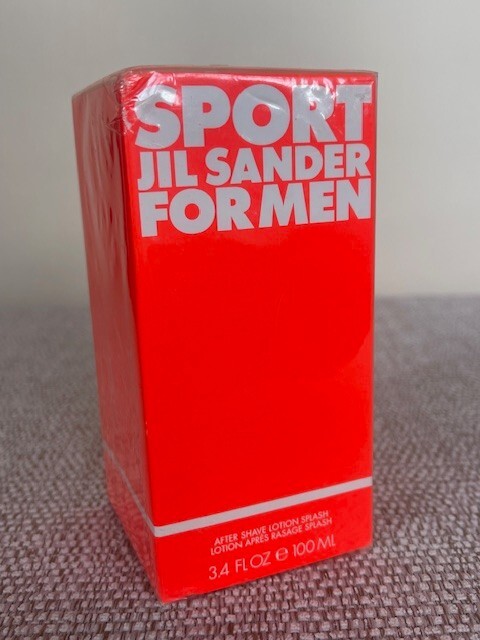 SPORT
JIL SANDER
FOR MEN
AFTER SHAVE LOTION SPLASH
LOTION APRÈS RASAGE SPLASH
3,4 FL OZ ℮ 100 ML